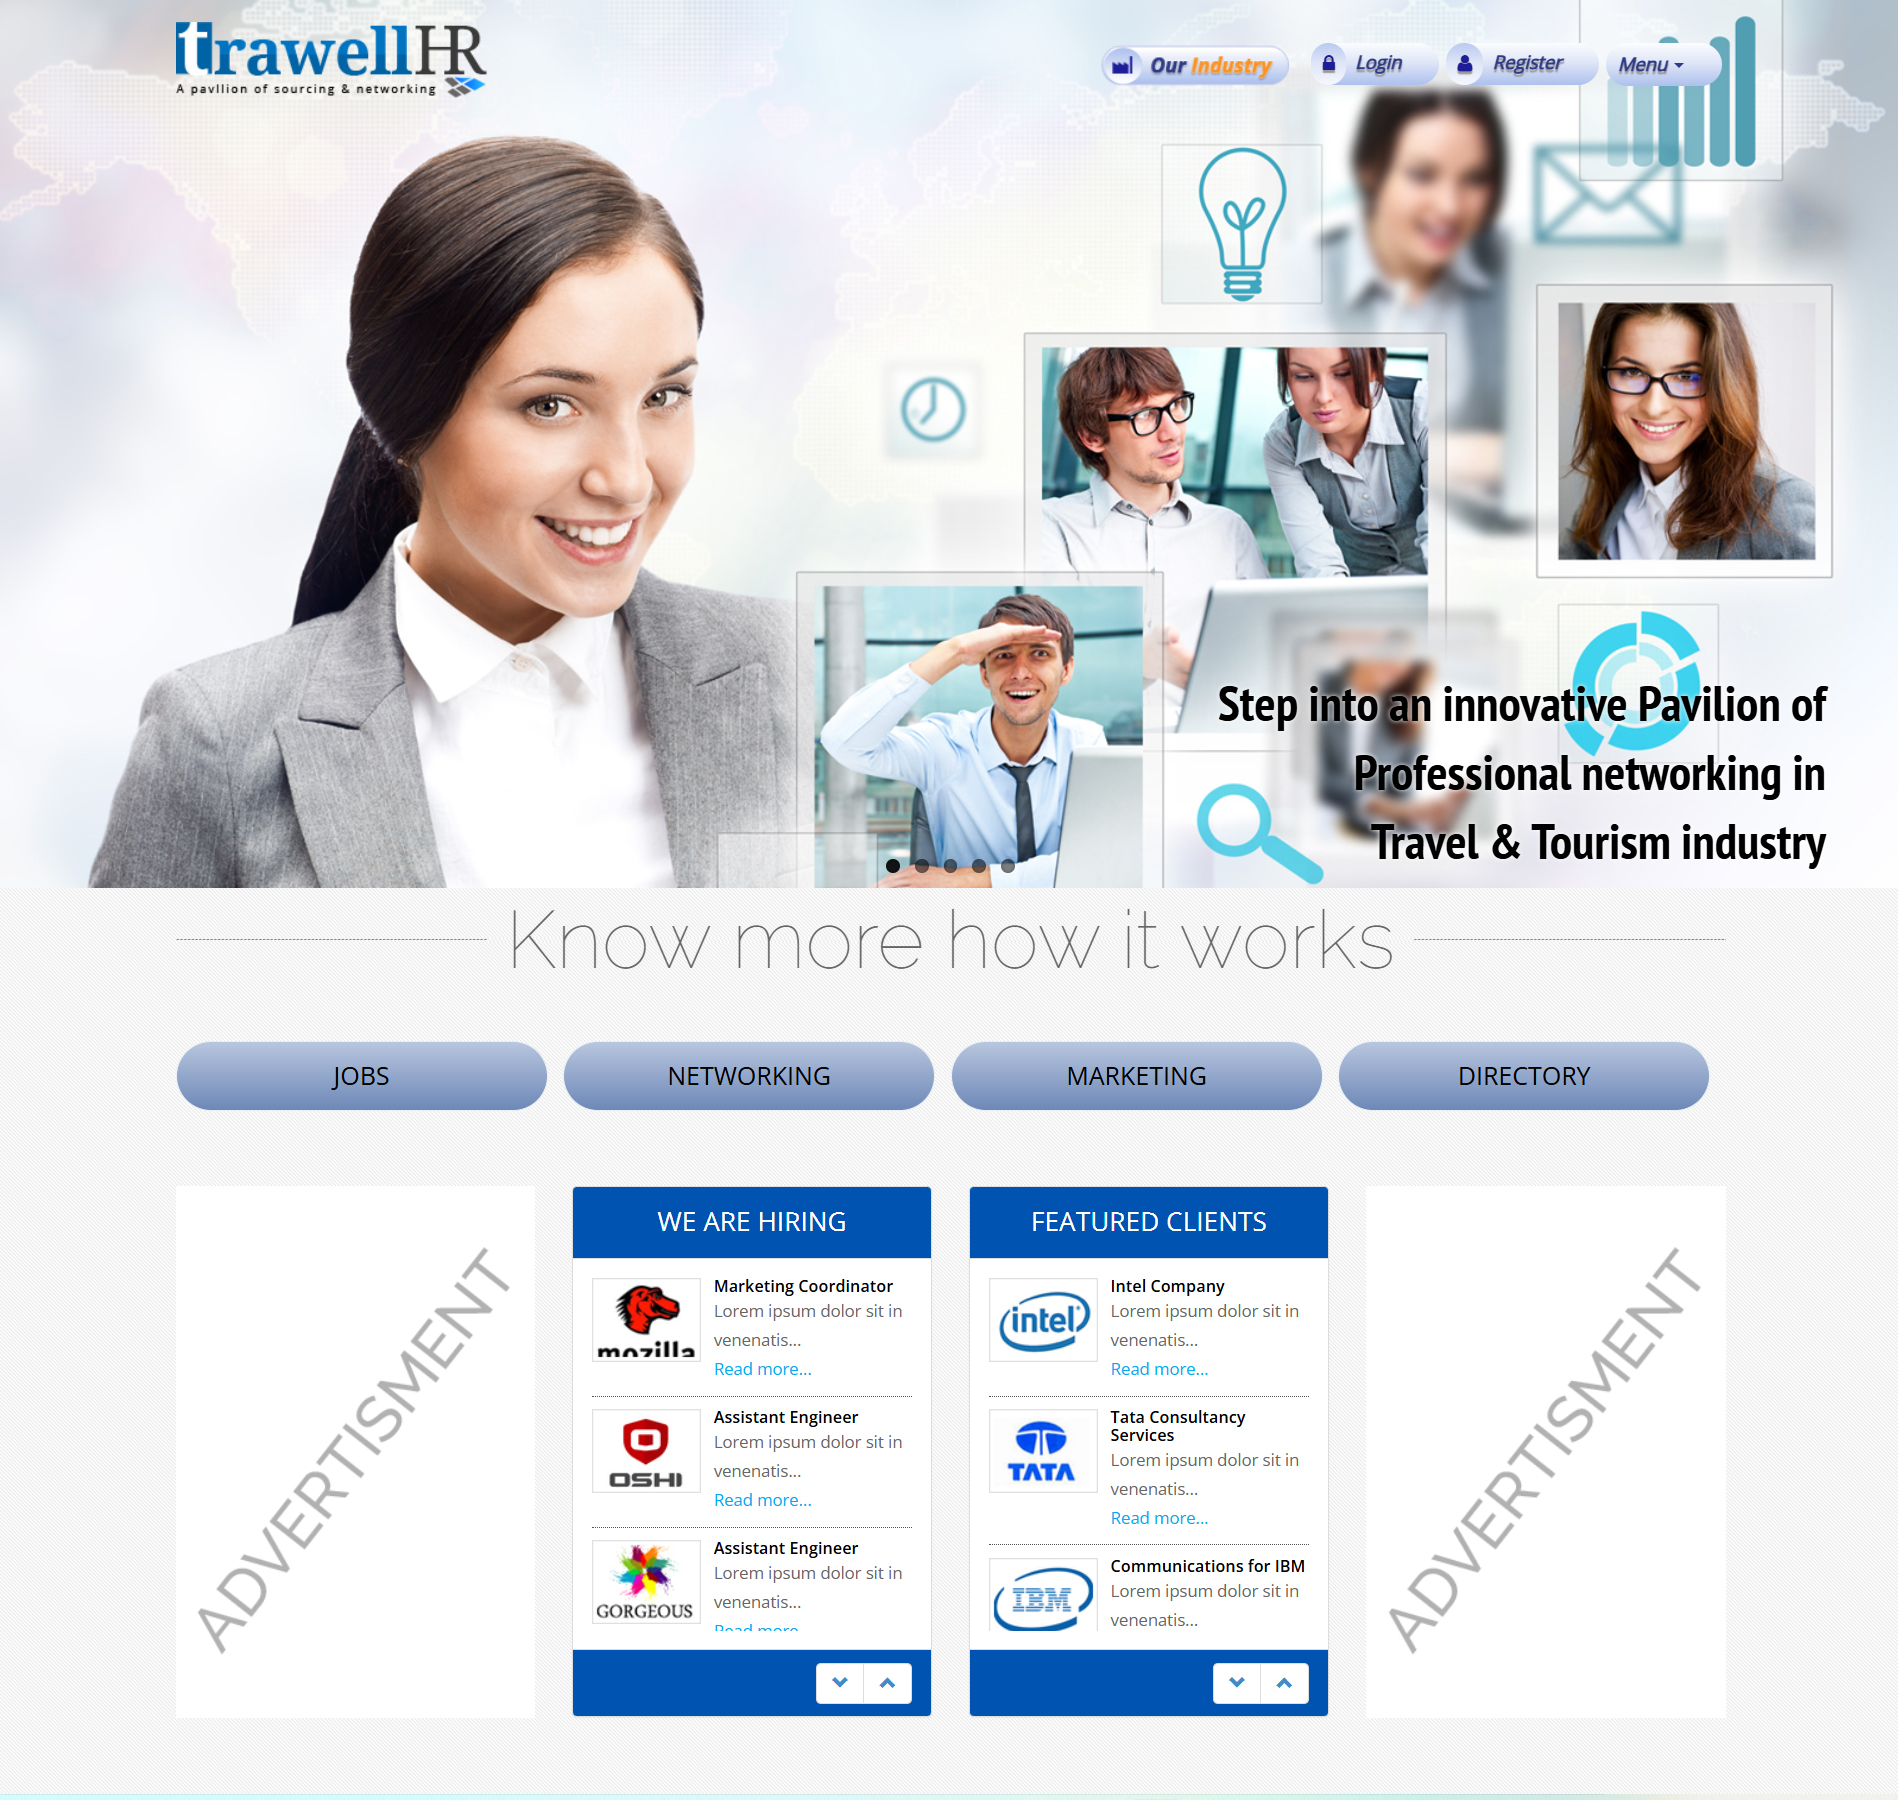 trawellHR
A pavilion of sourcing & networking
Our Industry
Login
Register
Menu
Step into an innovative Pavilion of
Professional networking in
Travel & Tourism industry
Know more how it works
JOBS
NETWORKING
MARKETING
DIRECTORY
ADVERTISMENT
WE ARE HIRING
mozilla
Marketing Coordinator
Lorem ipsum dolor sit in
venenatis...
Read more...
OSHI
Assistant Engineer
Lorem ipsum dolor sit in
venenatis...
Read more...
GORGEOUS
Assistant Engineer
Lorem ipsum dolor sit in
venenatis...
Read more...
FEATURED CLIENTS
intel
Intel Company
Lorem ipsum dolor sit in
venenatis...
Read more...
TATA
Tata Consultancy
Services
Lorem ipsum dolor sit in
venenatis...
Read more...
IBM
Communications for IBM
Lorem ipsum dolor sit in
venenatis...
ADVERTISMENT